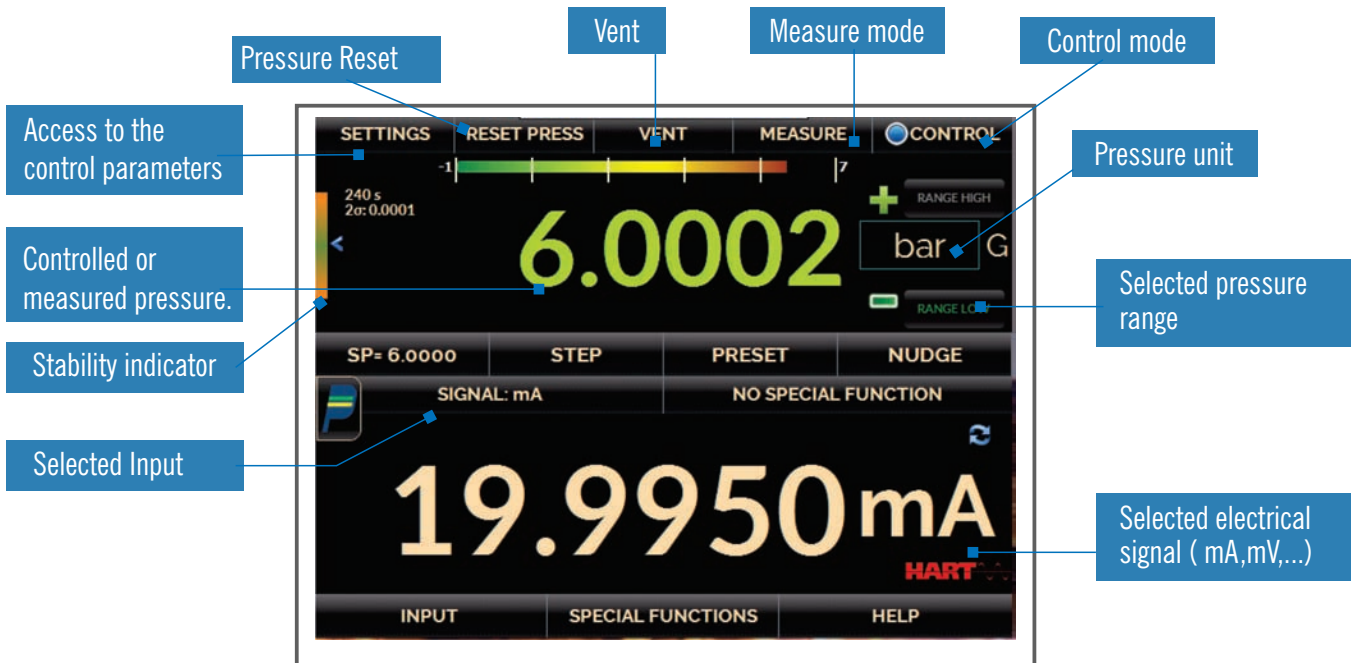 Vent
Measure mode
Control mode
Pressure Reset
Access to the
control parameters
SETTINGS
RESET PRESS
VENT
MEASURE
CONTROL
Pressure unit
-1
7
240 s
2σ: 0.0001
RANGE HIGH
6.0002
bar
G
Controlled or
measured pressure.
RANGE LOW
Selected pressure
range
Stability indicator
SP= 6.0000
STEP
PRESET
NUDGE
SIGNAL: mA
NO SPECIAL FUNCTION
Selected Input
19.9950 mA
Selected electrical
signal ( mA,mV,...)
HART
INPUT
SPECIAL FUNCTIONS
HELP